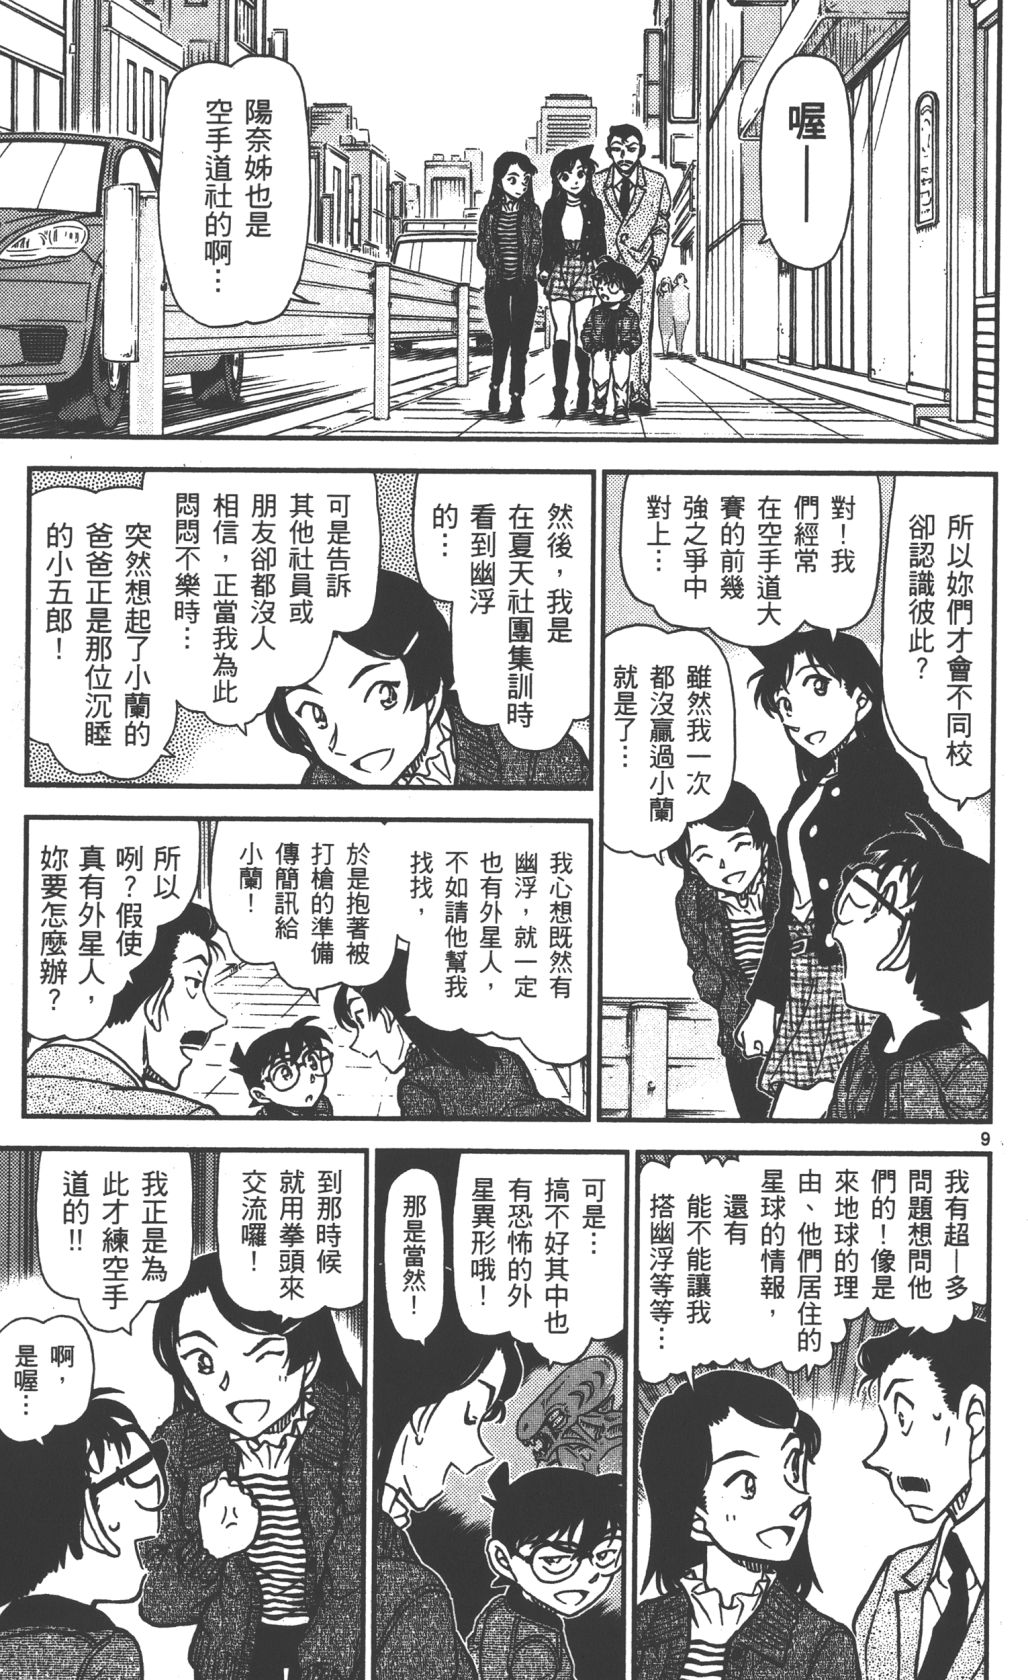 喔──
陽奈姊也是
空手道社的啊…
所以妳們才會不同校
卻認識彼此？
對！我
們經常
在空手道大
賽的前幾
強之爭中
對上…
雖然我一次
都沒贏過小蘭
就是了…
然後，我是
在夏天社團集訓時
看到幽浮
的…
可是告訴
其他社員或
朋友卻都沒人
相信，正當我為此
悶悶不樂時…
突然想起了小蘭的
爸爸正是那位沉睡
的小五郎！
我心想既然有
幽浮，就一定
也有外星人，
不如請他幫我
找找，
於是抱著被
打槍的準備
傳簡訊給
小蘭！
所以
咧？假使
真有外星人，
妳要怎麼辦？
9
我有超─多
問題想問他
們的！像是
來地球的理
由、他們居住的
星球的情報，
還有
能不能讓我
搭幽浮等等…
可是…
搞不好其中也
有恐怖的外
星異形哦！
那是當然！
到那時候
就用拳頭來
交流囉！
我正是為
此才練空手
道的!!
啊，
是喔…